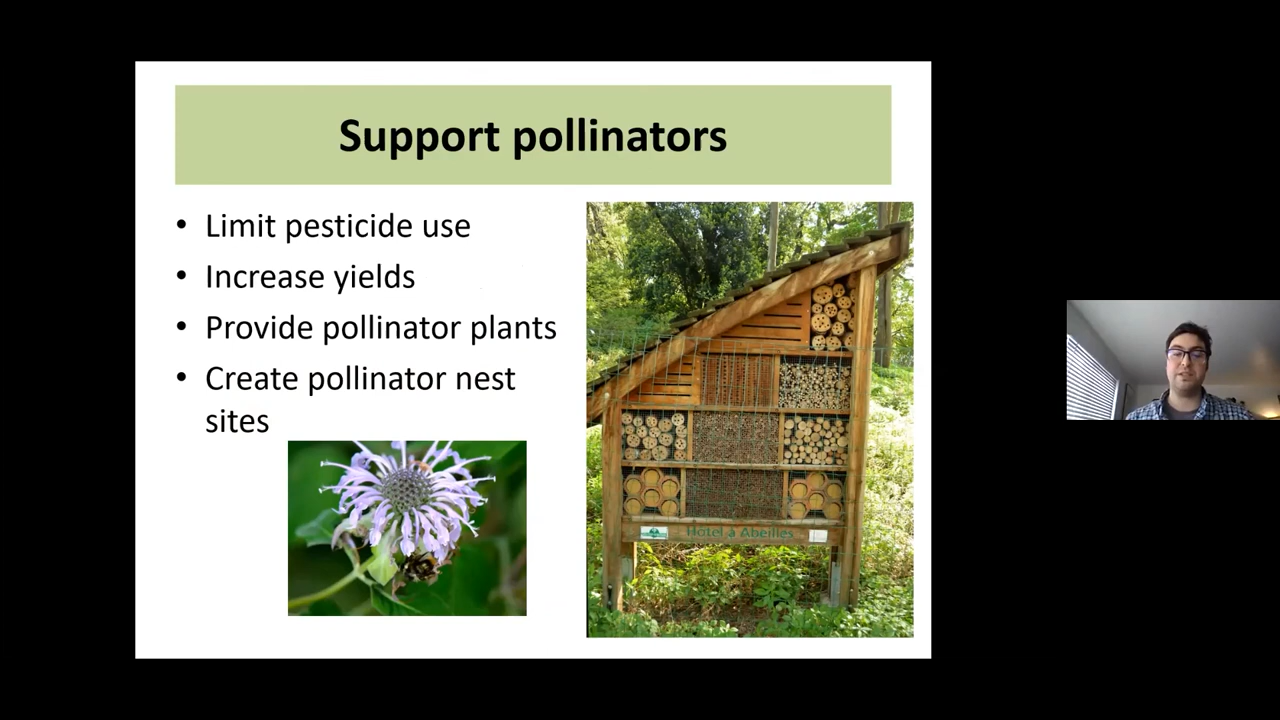 Support pollinators
• Limit pesticide use
• Increase yields
• Provide pollinator plants
• Create pollinator nest
sites
Hôtel à Abeilles